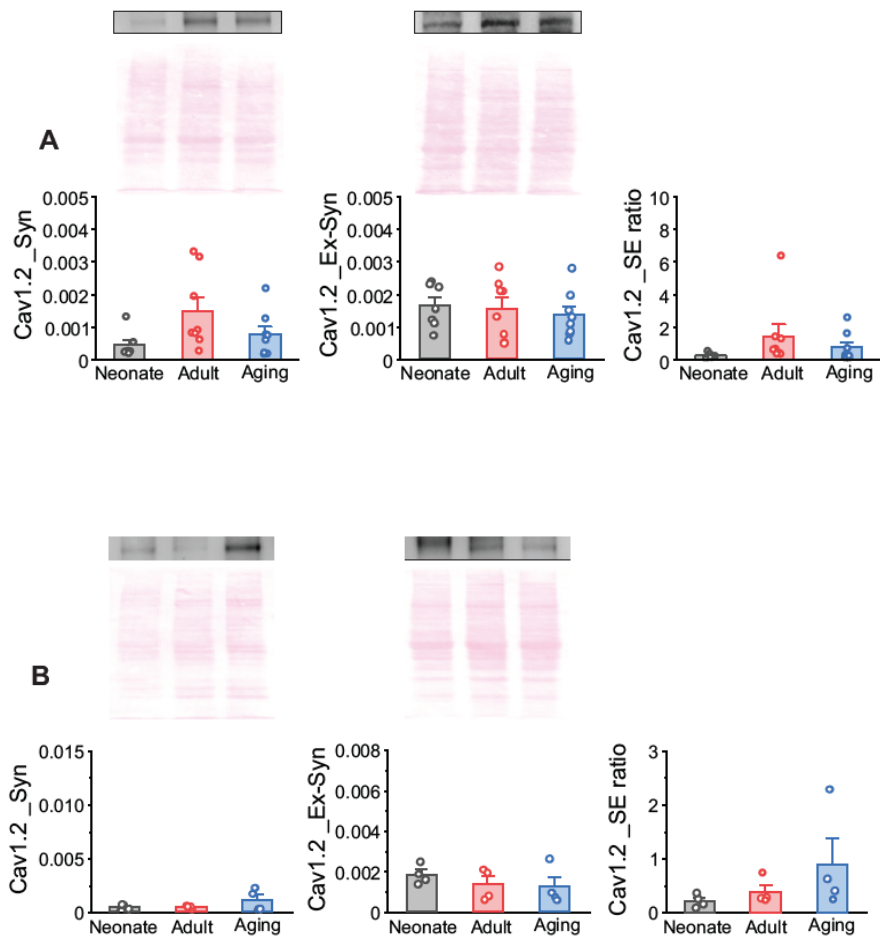 A
Cav1.2 _Syn
0.005
0.004
0.003
0.002
0.001
0
Neonate Adult Aging
Cav1.2 _Ex-Syn
0.005
0.004
0.003
0.002
0.001
0
Neonate Adult Aging
Cav1.2 _SE ratio
10
8
6
4
2
0
Neonate Adult Aging
B
Cav1.2 _Syn
0.015
0.010
0.005
0
Neonate Adult Aging
Cav1.2 _Ex-Syn
0.008
0.006
0.004
0.002
0
Neonate Adult Aging
Cav1.2 _SE ratio
3
2
1
0
Neonate Adult Aging